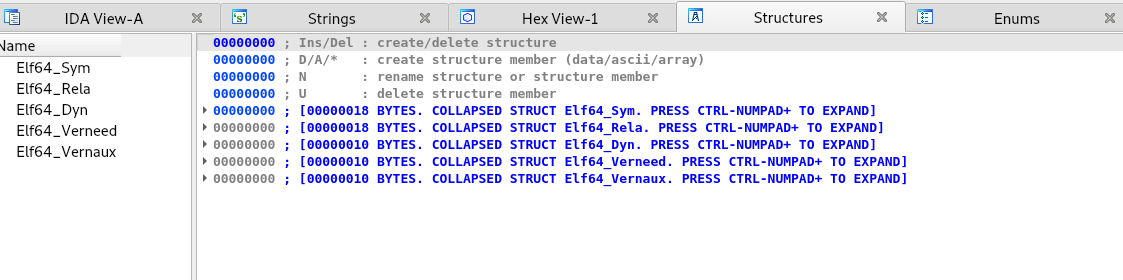 IDA View-A
Strings
Hex View-1
Structures
Enums
Name
Elf64_Sym
Elf64_Rela
Elf64_Dyn
Elf64_Verneed
Elf64_Vernaux
00000000 ; Ins/Del : create/delete structure
00000000 ; D/A/*   : create structure member (data/ascii/array)
00000000 ; N       : rename structure or structure member
00000000 ; U       : delete structure member
00000000 ; [00000018 BYTES. COLLAPSED STRUCT Elf64_Sym. PRESS CTRL-NUMPAD+ TO EXPAND]
00000000 ; [00000018 BYTES. COLLAPSED STRUCT Elf64_Rela. PRESS CTRL-NUMPAD+ TO EXPAND]
00000000 ; [00000010 BYTES. COLLAPSED STRUCT Elf64_Dyn. PRESS CTRL-NUMPAD+ TO EXPAND]
00000000 ; [00000010 BYTES. COLLAPSED STRUCT Elf64_Verneed. PRESS CTRL-NUMPAD+ TO EXPAND]
00000000 ; [00000010 BYTES. COLLAPSED STRUCT Elf64_Vernaux. PRESS CTRL-NUMPAD+ TO EXPAND]